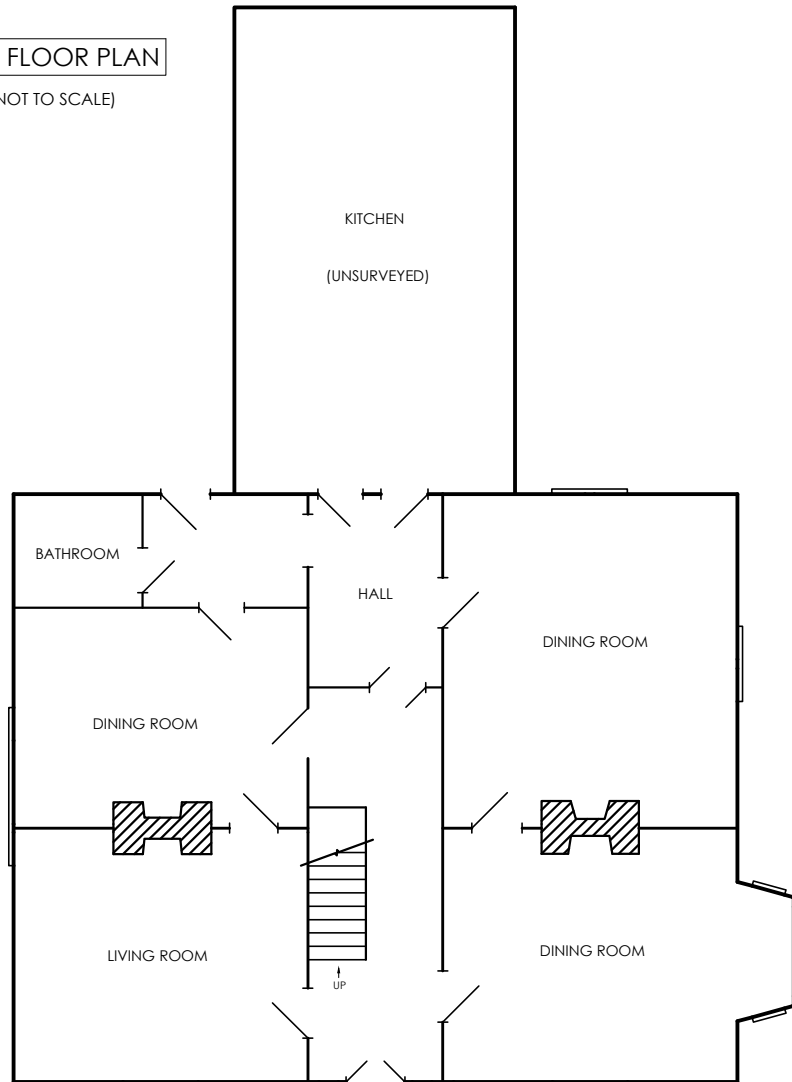 FLOOR PLAN
NOT TO SCALE)
KITCHEN
(UNSURVEYED)
BATHROOM
HALL
DINING ROOM
DINING ROOM
LIVING ROOM
DINING ROOM
UP